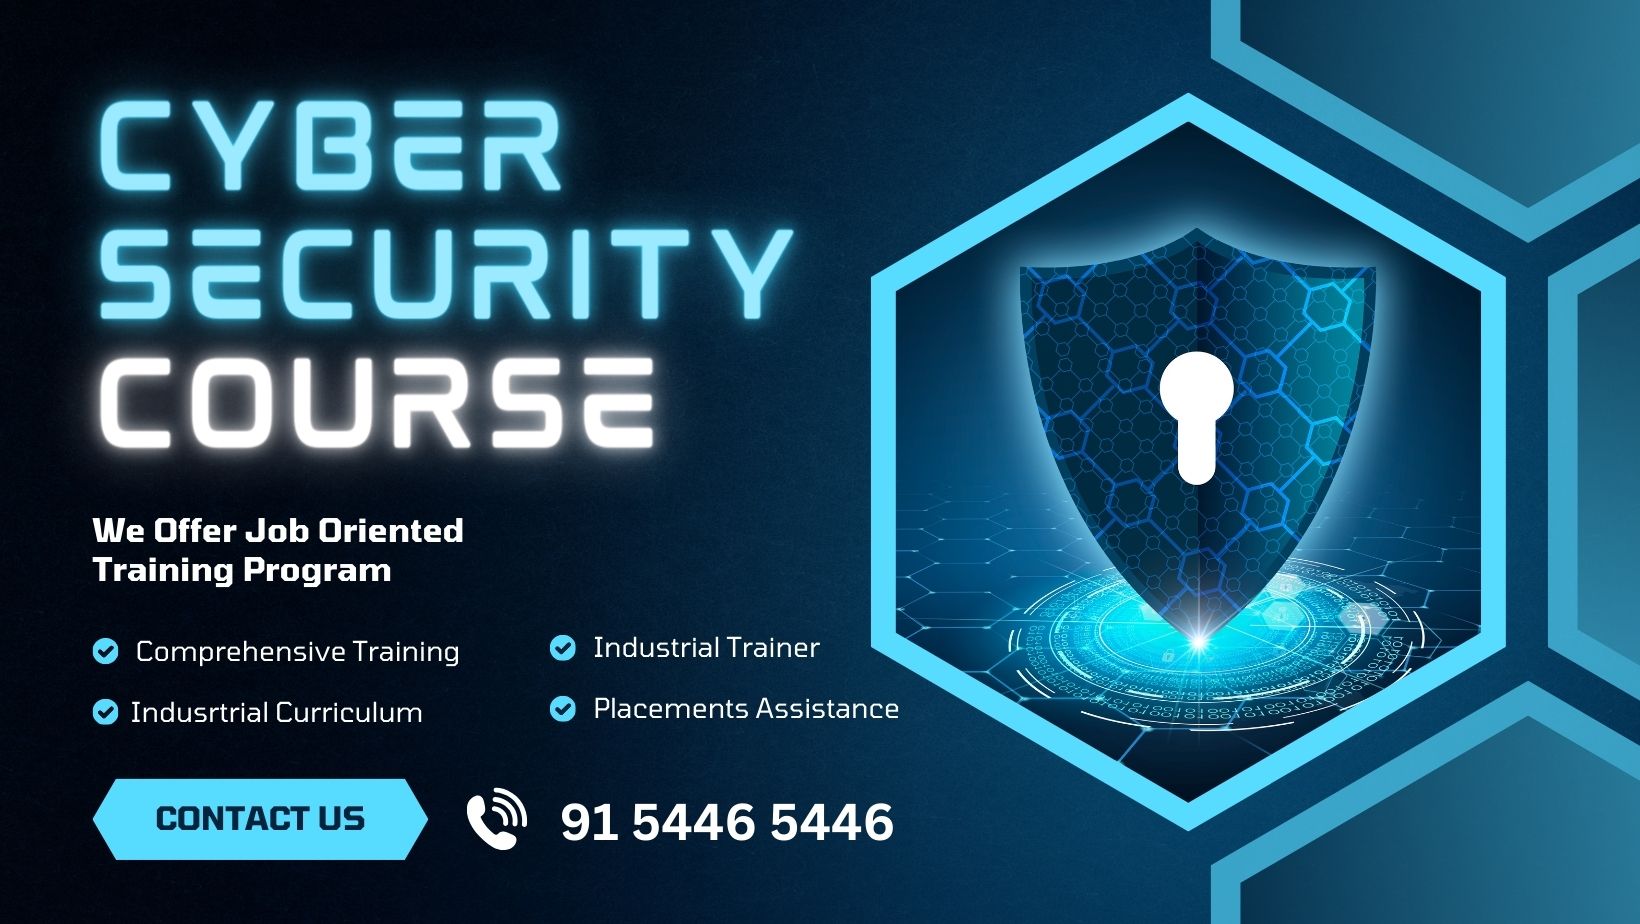 CYBER
SECURITY
COURSE
We Offer Job Oriented
Training Program
Comprehensive Training
Industrial Trainer
Indusrtrial Curriculum
Placements Assistance
CONTACT US
91 5446 5446